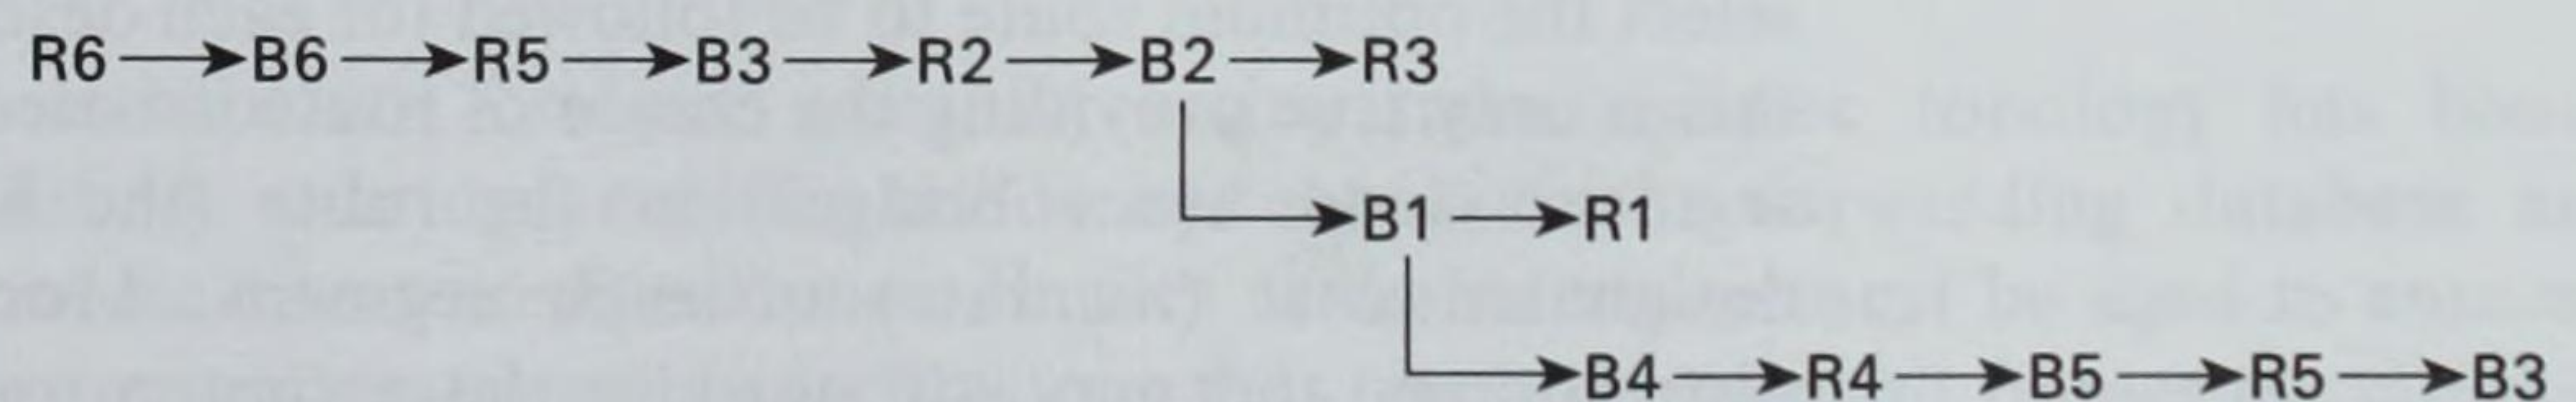 R6 → B6 → R5 → B3 → R2 → B2 → R3
B1 → R1
B4 → R4 → B5 → R5 → B3